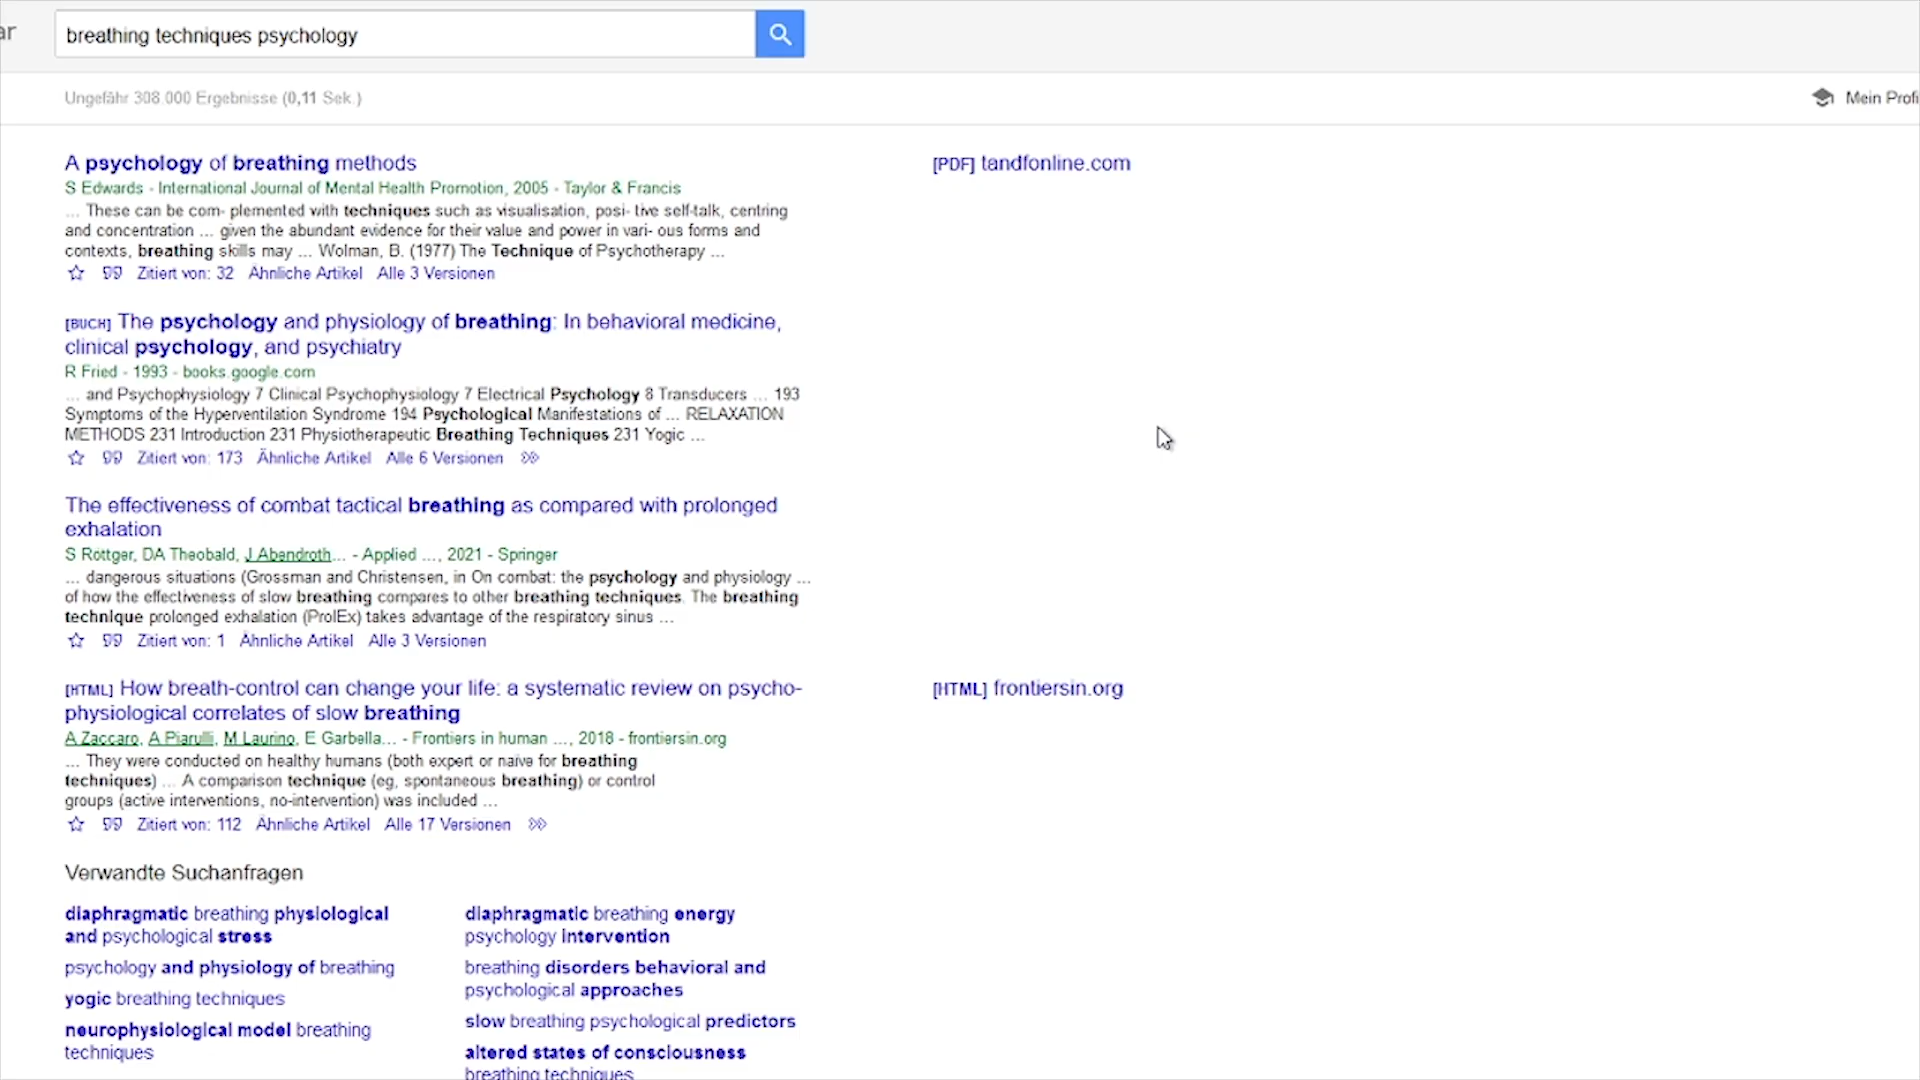 ar
breathing techniques psychology
Ungefähr 308.000 Ergebnisse (0,11 Sek.)
Mein Profi
A psychology of breathing methods
[PDF] tandfonline.com
S Edwards - International Journal of Mental Health Promotion, 2005 - Taylor & Francis
... These can be com- plemented with techniques such as visualisation, posi- tive self-talk, centring
and concentration ... given the abundant evidence for their value and power in vari- ous forms and
contexts, breathing skills may ... Wolman, B. (1977) The Technique of Psychotherapy ...
Zitiert von: 32 Ähnliche Artikel Alle 3 Versionen
[BUCH] The psychology and physiology of breathing: In behavioral medicine,
clinical psychology, and psychiatry
R Fried - 1993 - books.google.com
... and Psychophysiology 7 Clinical Psychophysiology 7 Electrical Psychology 8 Transducers ... 193
Symptoms of the Hyperventilation Syndrome 194 Psychological Manifestations of ... RELAXATION
METHODS 231 Introduction 231 Physiotherapeutic Breathing Techniques 231 Yogic ...
Zitiert von: 173 Ähnliche Artikel Alle 6 Versionen
The effectiveness of combat tactical breathing as compared with prolonged
exhalation
S Röttger, DA Theobald, J Abendroth... - Applied ..., 2021 - Springer
... dangerous situations (Grossman and Christensen, in On combat: the psychology and physiology ...
of how the effectiveness of slow breathing compares to other breathing techniques. The breathing
technique prolonged exhalation (ProlEx) takes advantage of the respiratory sinus ...
Zitiert von: 1 Ähnliche Artikel Alle 3 Versionen
[HTML] How breath-control can change your life: a systematic review on psycho-
physiological correlates of slow breathing
[HTML] frontiersin.org
A Zaccaro, A Piarulli, M Laurino, E Garbella... - Frontiers in human ..., 2018 - frontiersin.org
... They were conducted on healthy humans (both expert or naïve for breathing
techniques) ... A comparison technique (eg, spontaneous breathing) or control
groups (active interventions, no-intervention) was included ...
Zitiert von: 112 Ähnliche Artikel Alle 17 Versionen
Verwandte Suchanfragen
diaphragmatic breathing physiological
and psychological stress
psychology and physiology of breathing
yogic breathing techniques
neurophysiological model breathing
techniques
diaphragmatic breathing energy
psychology intervention
breathing disorders behavioral and
psychological approaches
slow breathing psychological predictors
altered states of consciousness
breathing techniques